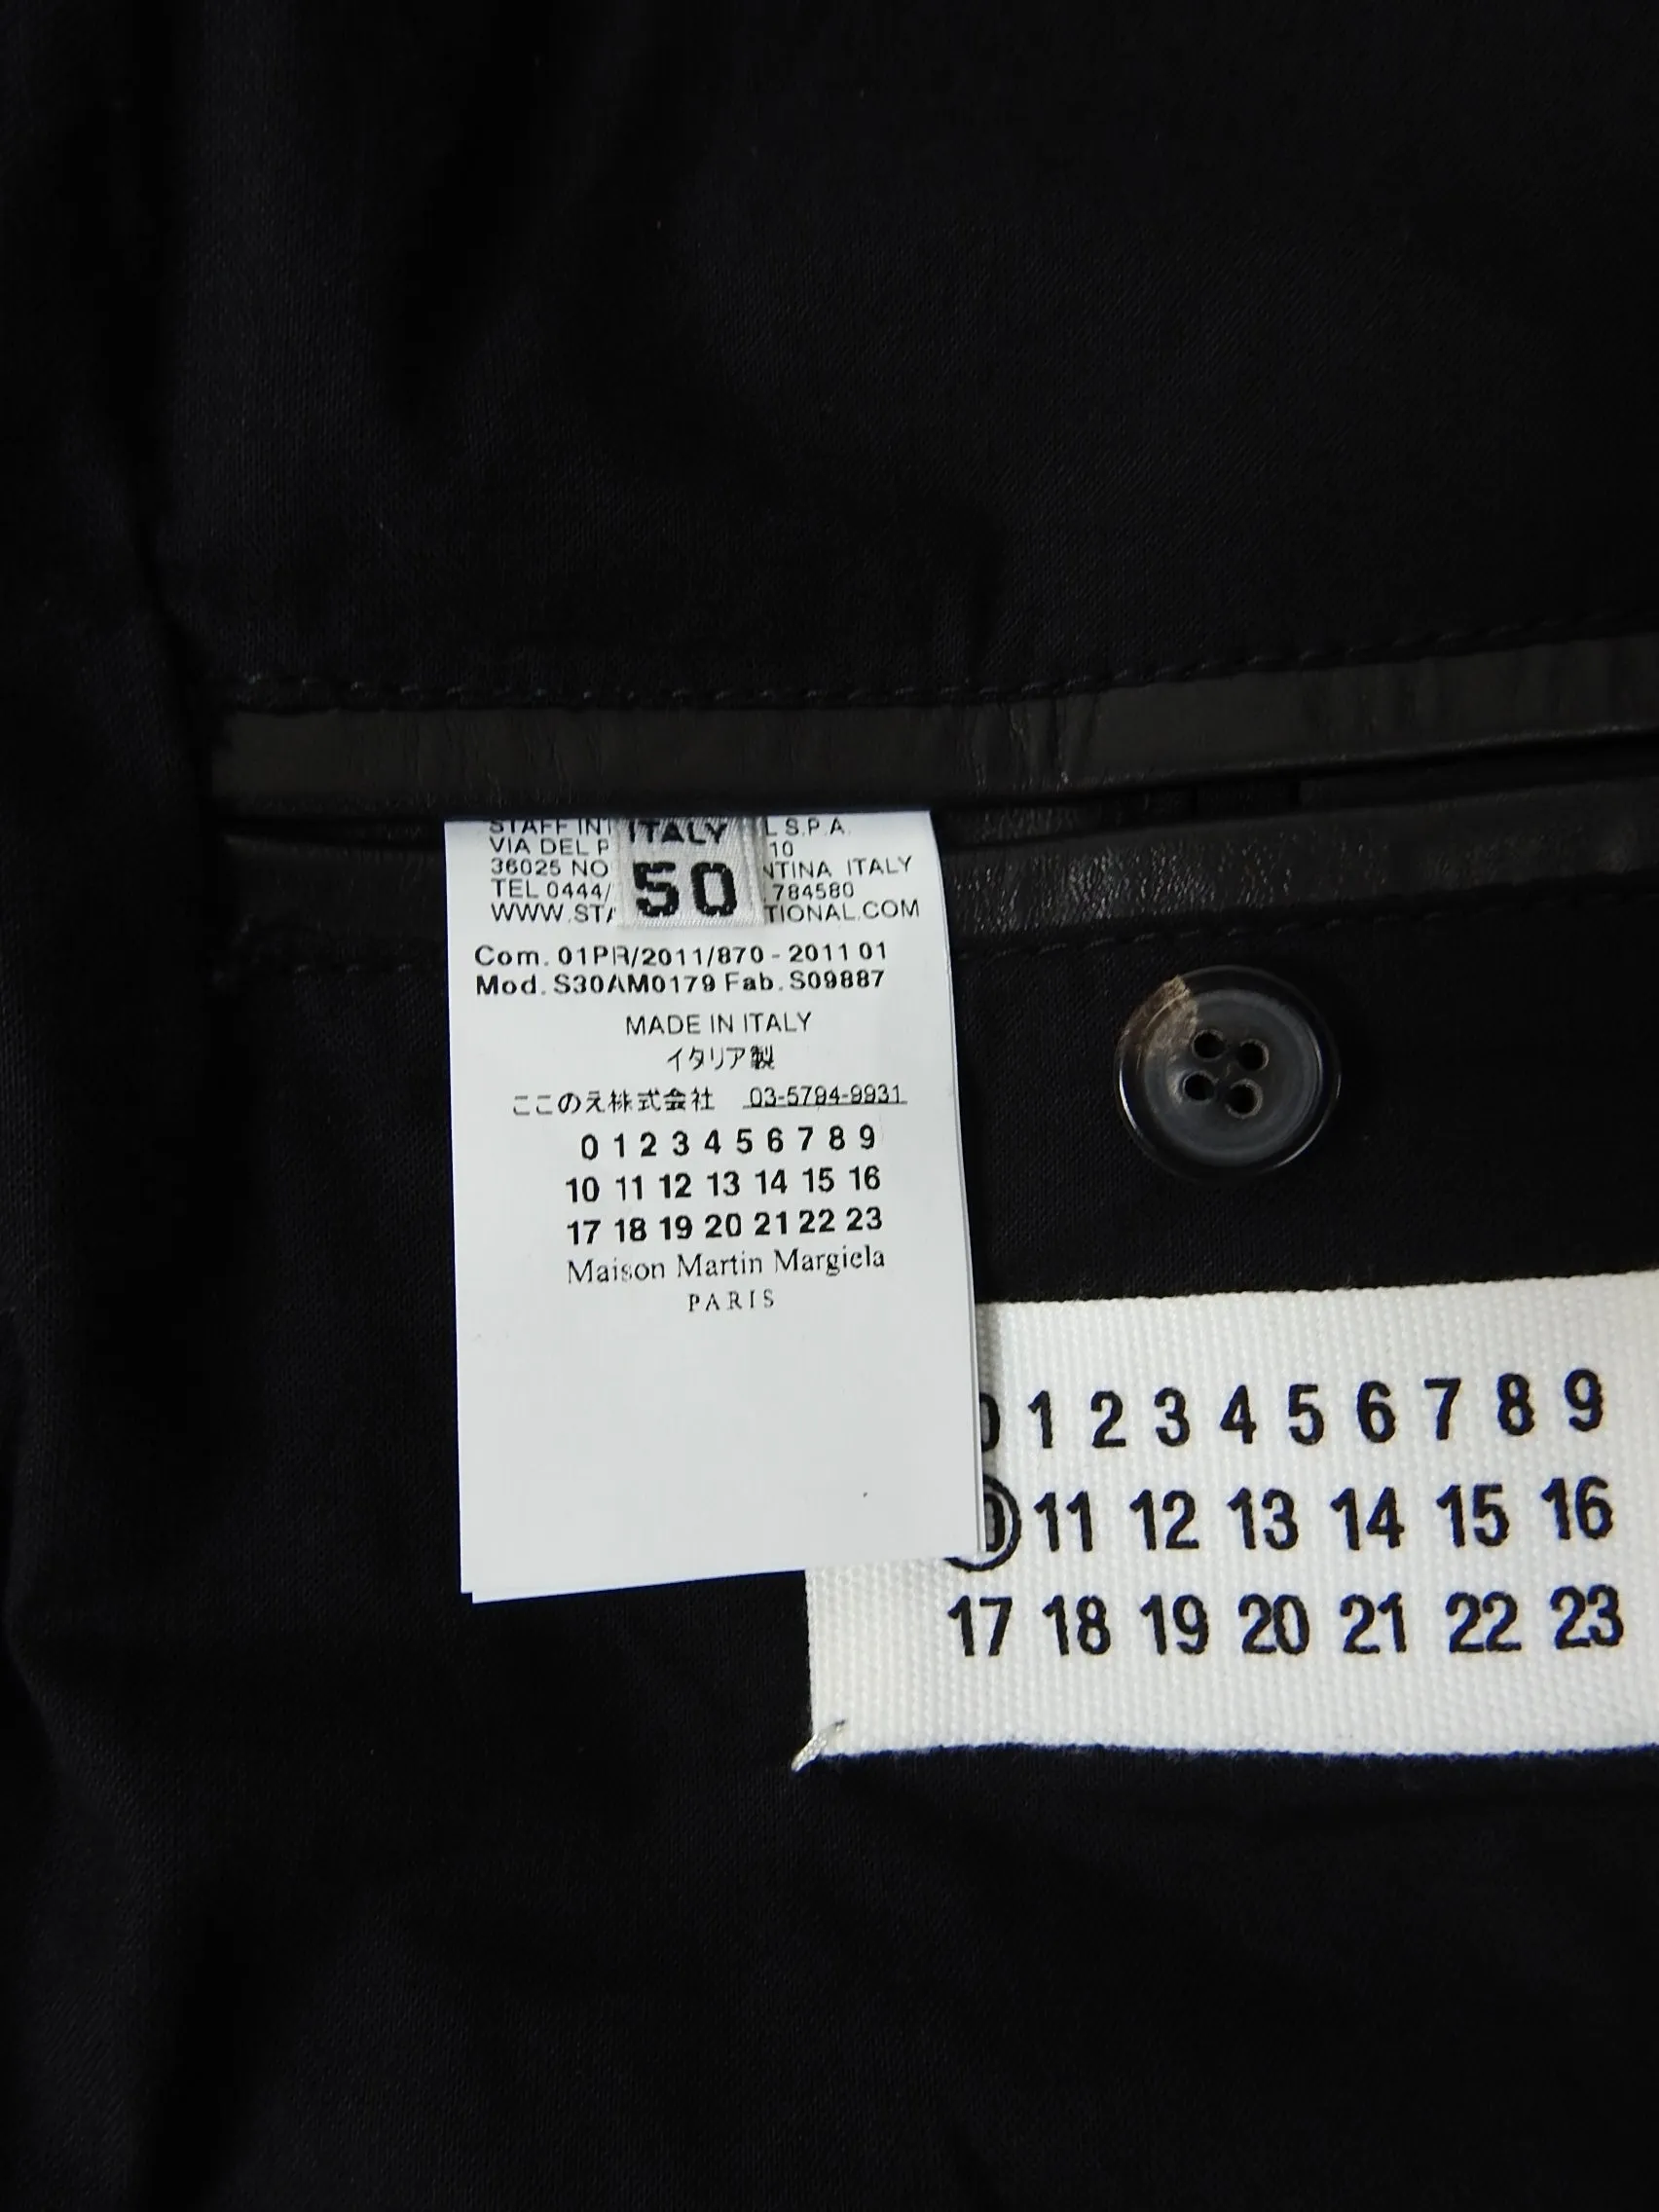 STAFF INT ITALY L S.P.A.
VIA DEL P 10
36025 NO 50 NTINA ITALY
TEL 0444/ 784580
WWW.STA TIONAL.COM
Com. 01PR/2011/870 - 2011 01
Mod. S30AM0179 Fab. S09887
MADE IN ITALY
イタリア製
ここのえ株式会社 03-5794-9931
0 1 2 3 4 5 6 7 8 9
10 11 12 13 14 15 16
17 18 19 20 21 22 23
Maison Martin Margiela
PARIS
0 1 2 3 4 5 6 7 8 9
11 12 13 14 15 16
17 18 19 20 21 22 23